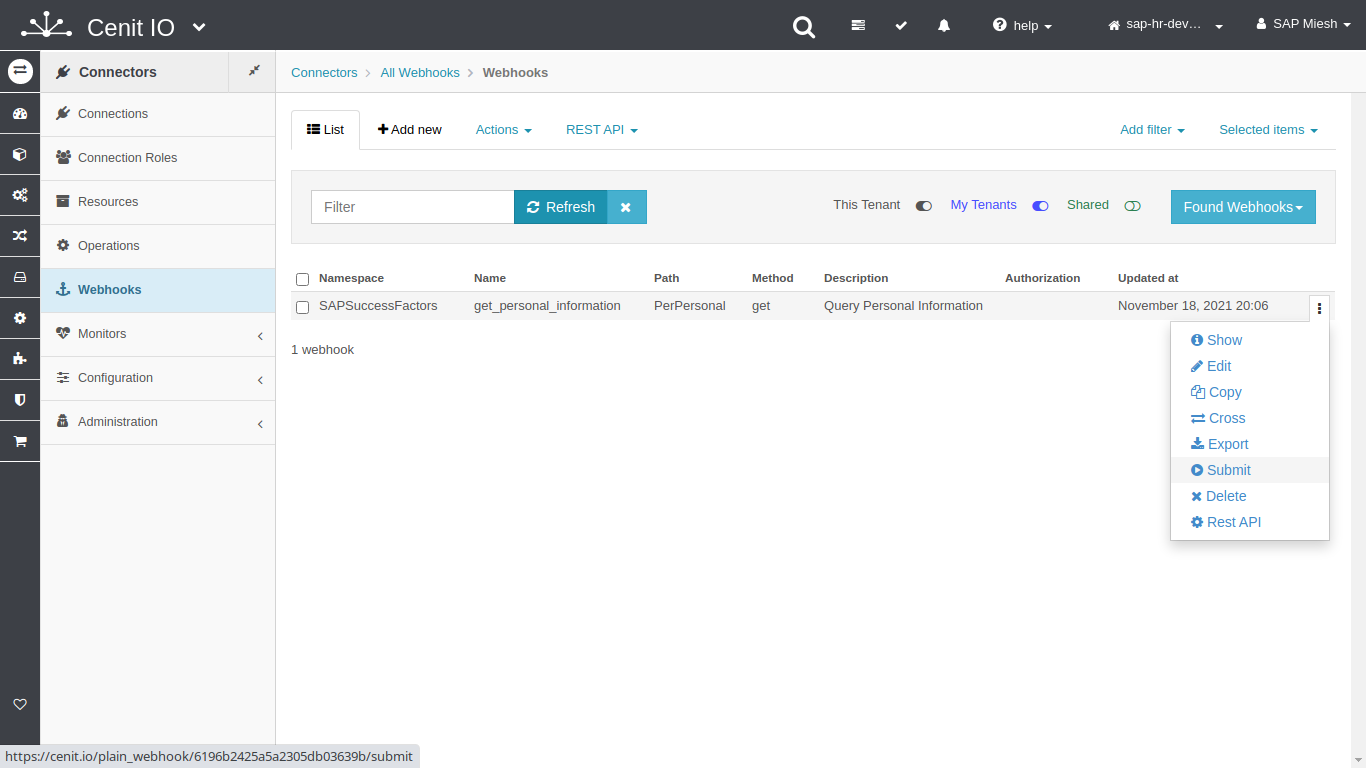 Cenit IO
help
sap-hr-dev…
SAP Miesh
Connectors
Connectors
All Webhooks
Webhooks
Connections
Connection Roles
Resources
Operations
Webhooks
Monitors
Configuration
Administration
List
Add new
Actions
REST API
Add filter
Selected items
Filter
Refresh
This Tenant
My Tenants
Shared
Found Webhooks
Namespace Name Path Method Description Authorization Updated at
SAPSuccessFactors get_personal_information PerPersonal get Query Personal Information November 18, 2021 20:06
1 webhook
Show
Edit
Copy
Cross
Export
Submit
Delete
Rest API
https://cenit.io/plain_webhook/6196b2425a5a2305db03639b/submit